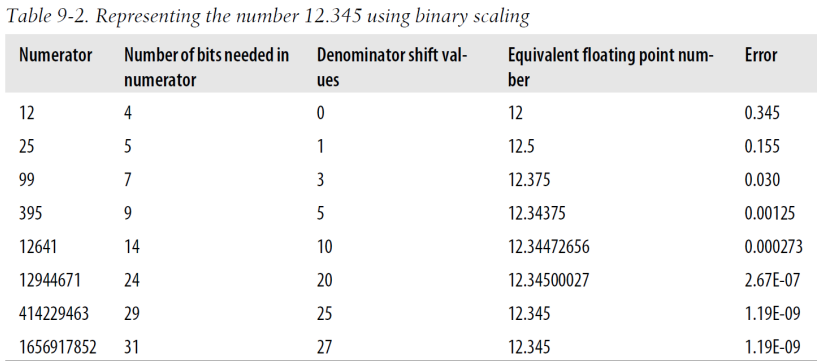 Table 9-2. Representing the number 12.345 using binary scaling
Numerator Number of bits needed in numerator Denominator shift val- ues Equivalent floating point num- ber Error
12 4 0 12 0.345
25 5 1 12.5 0.155
99 7 3 12.375 0.030
395 9 5 12.34375 0.00125
12641 14 10 12.34472656 0.000273
12944671 24 20 12.34500027 2.67E-07
414229463 29 25 12.345 1.19E-09
1656917852 31 27 12.345 1.19E-09